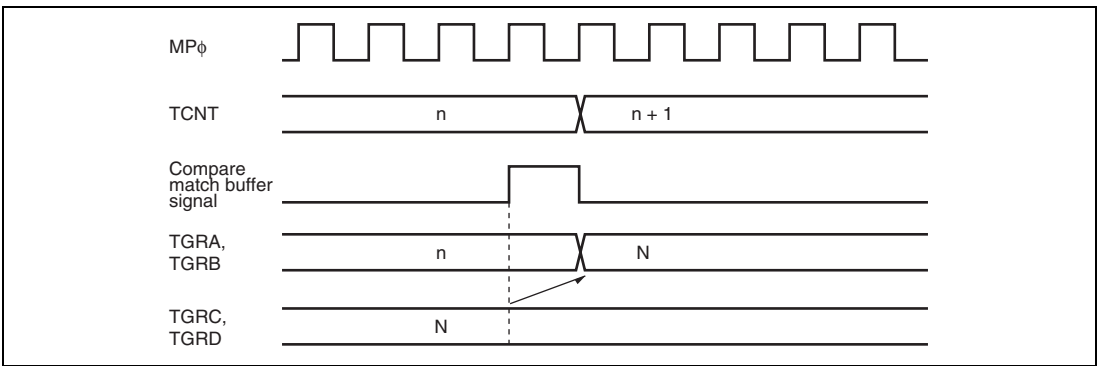 MPφ
TCNT
n
n + 1
Compare
match buffer
signal
TGRA,
TGRB
n
N
TGRC,
TGRD
N